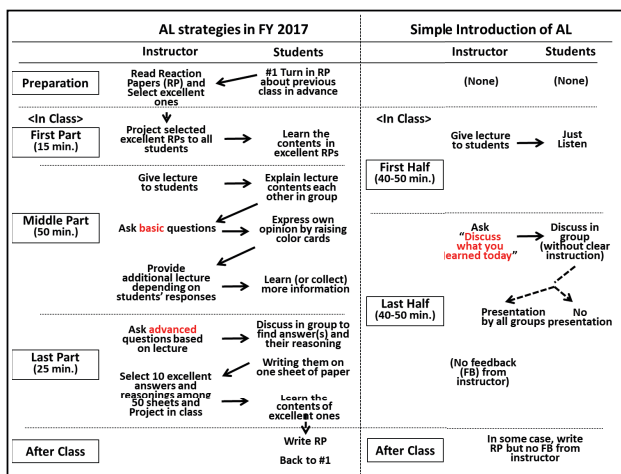 AL strategies in FY 2017
Instructor
Students
Preparation
Read Reaction
Papers (RP) and
Select excellent
ones
#1 Turn in RP
about previous
class in advance
<In Class>
First Part
(15 min.)
Project selected
excellent RPs to all
students
Learn the
contents in
excellent RPs
Middle Part
(50 min.)
Give lecture
to students
Explain lecture
contents each
other in group
Ask basic questions
Express own
opinion by raising
color cards
Provide
additional lecture
depending on
students' responses
Learn (or collect)
more information
Last Part
(25 min.)
Ask advanced
questions based
on lecture
Discuss in group to
find answer(s) and
their reasoning
Writing them on
one sheet of paper
Select 10 excellent
answers and
reasonings among
50 sheets and
Project in class
Learn the
contents of
excellent ones
After Class
Write RP
Back to #1
Simple Introduction of AL
Instructor
Students
(None)
(None)
<In Class>
First Half
(40-50 min.)
Give lecture
to students
Just
Listen
Last Half
(40-50 min.)
Ask
"Discuss
what you
learned today"
Discuss in
group
(without clear
instruction)
Presentation
by all groups
No
presentation
(No feedback
(FB) from
instructor)
After Class
In some case, write
RP but no FB from
instructor